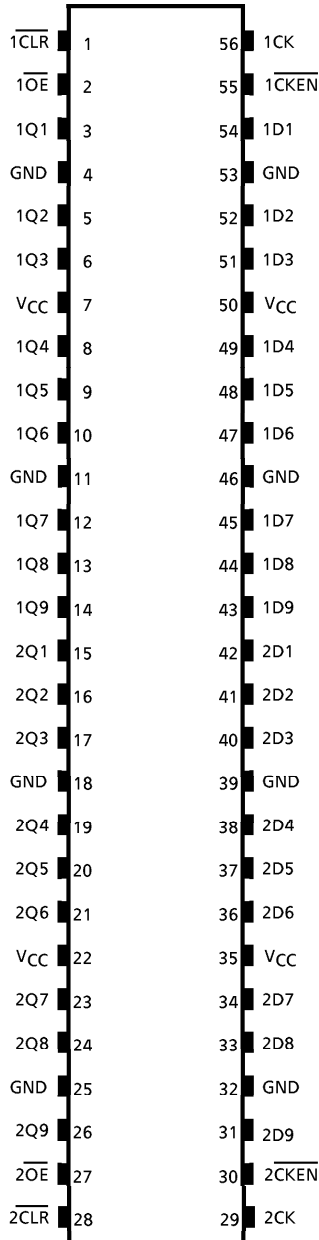 1CLR 1 56 1CK
1OE 2 55 1CKEN
1Q1 3 54 1D1
GND 4 53 GND
1Q2 5 52 1D2
1Q3 6 51 1D3
VCC 7 50 VCC
1Q4 8 49 1D4
1Q5 9 48 1D5
1Q6 10 47 1D6
GND 11 46 GND
1Q7 12 45 1D7
1Q8 13 44 1D8
1Q9 14 43 1D9
2Q1 15 42 2D1
2Q2 16 41 2D2
2Q3 17 40 2D3
GND 18 39 GND
2Q4 19 38 2D4
2Q5 20 37 2D5
2Q6 21 36 2D6
VCC 22 35 VCC
2Q7 23 34 2D7
2Q8 24 33 2D8
GND 25 32 GND
2Q9 26 31 2D9
2OE 27 30 2CKEN
2CLR 28 29 2CK